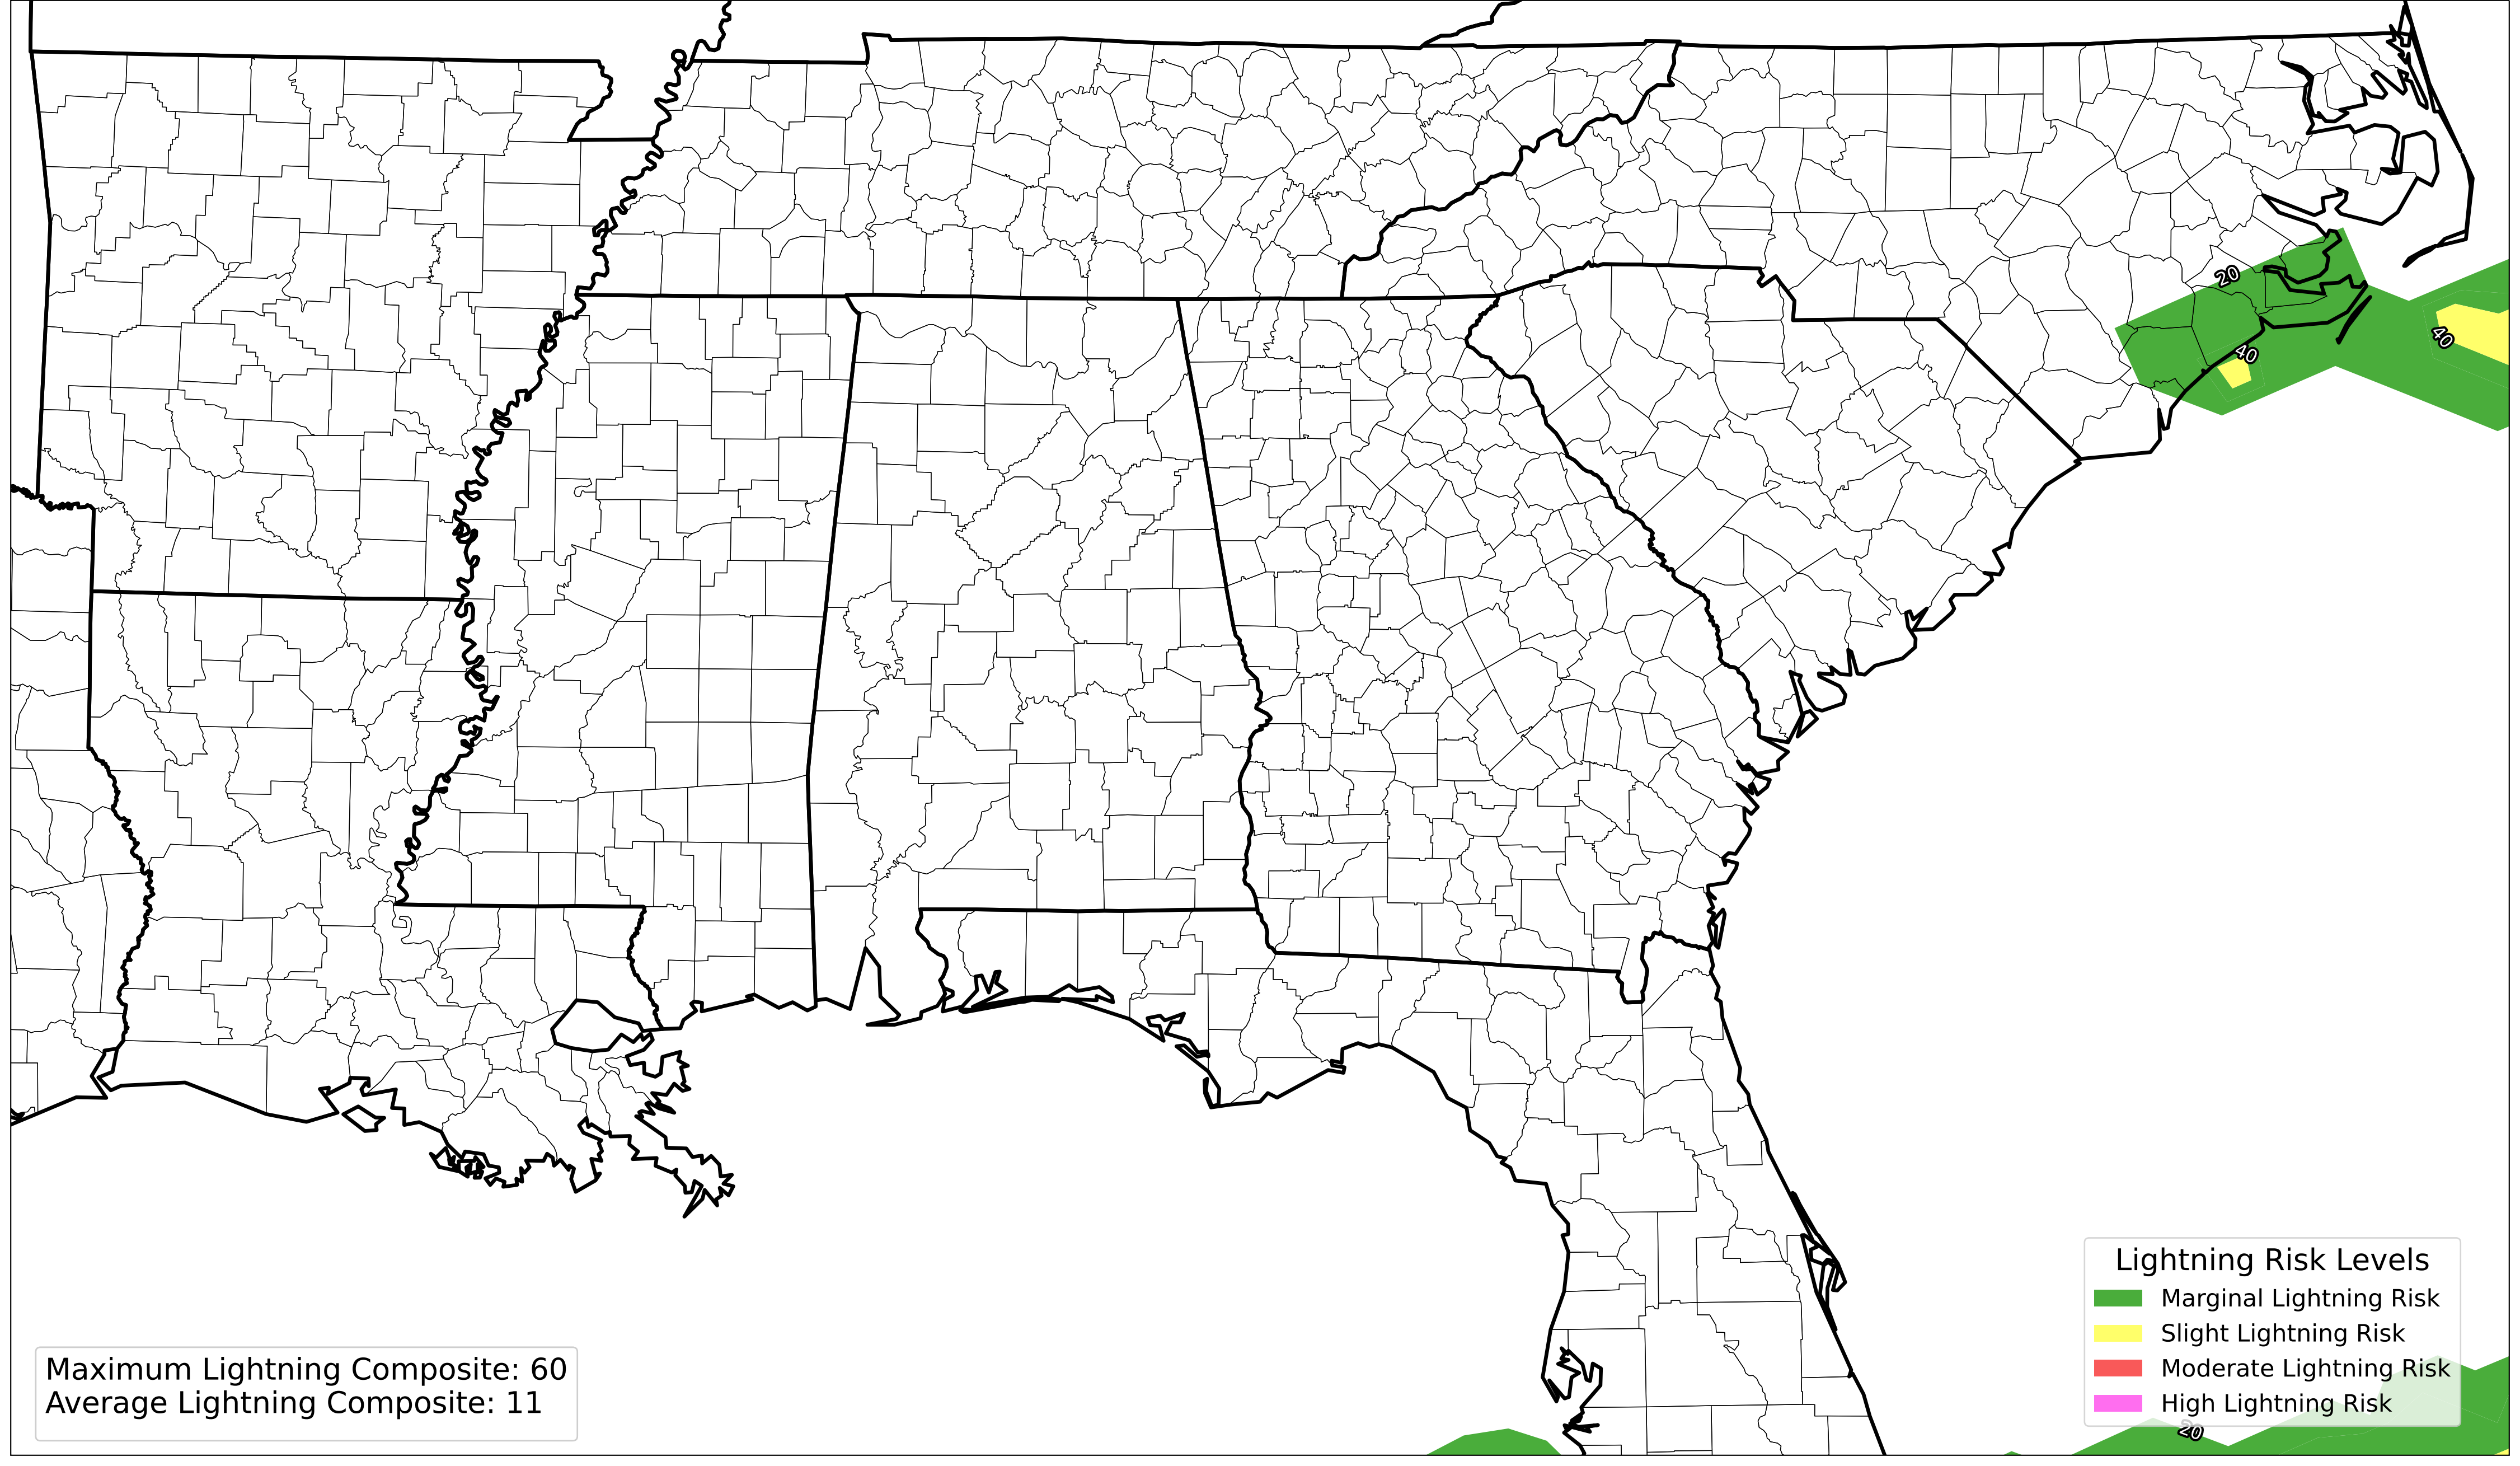 20
40
40
Lightning Risk Levels
Marginal Lightning Risk
Slight Lightning Risk
Moderate Lightning Risk
High Lightning Risk
20
Maximum Lightning Composite: 60
Average Lightning Composite: 11